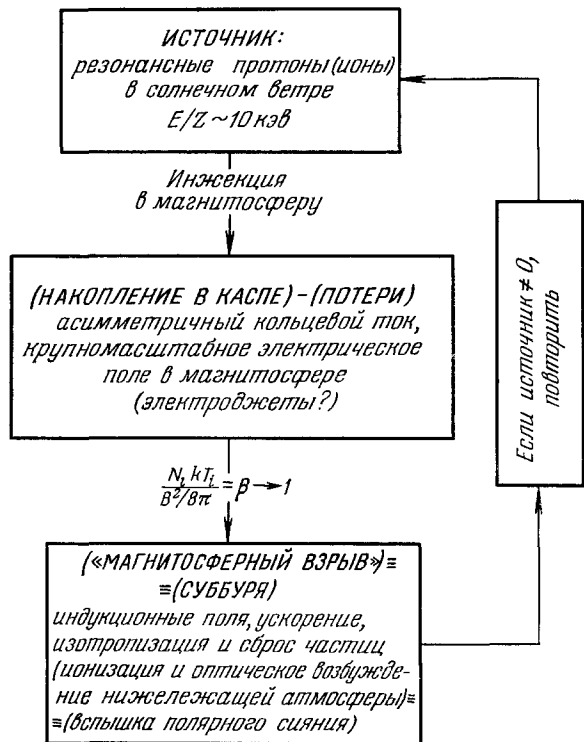 ИСТОЧНИК:
резонансные протоны (ионы)
в солнечном ветре
E/Z ~ 10 кэв
Инжекция
в магнитосферу
(НАКОПЛЕНИЕ В КАСПЕ) – (ПОТЕРИ)
асимметричный кольцевой ток,
крупномасштабное электрическое
поле в магнитосфере
(электроджеты?)
Если источник ≠ 0,
повторить
N_i kT_i / B²/8π = β → 1
(«МАГНИТОСФЕРНЫЙ ВЗРЫВ») ≡
≡ (СУББУРЯ)
индукционные поля, ускорение,
изотропизация и сброс частиц
(ионизация и оптическое возбужде-
ние нижележащей атмосферы) ≡
≡ (вспышка полярного сияния)